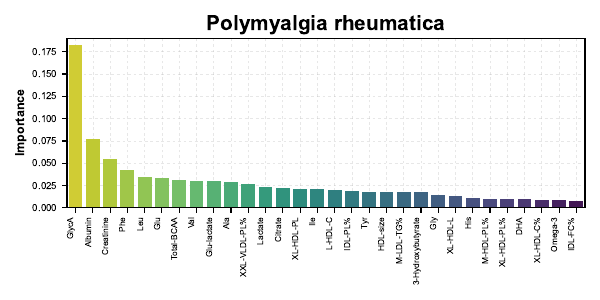 Polymyalgia rheumatica
Importance
0.175
0.150
0.125
0.100
0.075
0.050
0.025
0.000
GlycA
Albumin
Creatinine
Phe
Leu
Glu
Total-BCAA
Val
Glu-lactate
Ala
XXL-VLDL-PL%
Lactate
Citrate
XL-HDL-PL
Ile
L-HDL-C
IDL-PL%
Tyr
HDL-size
M-LDL-TG%
3-Hydroxybutyrate
Gly
XL-HDL-L
His
M-HDL-PL%
XL-HDL-PL%
DHA
XL-HDL-C%
Omega-3
IDL-FC%